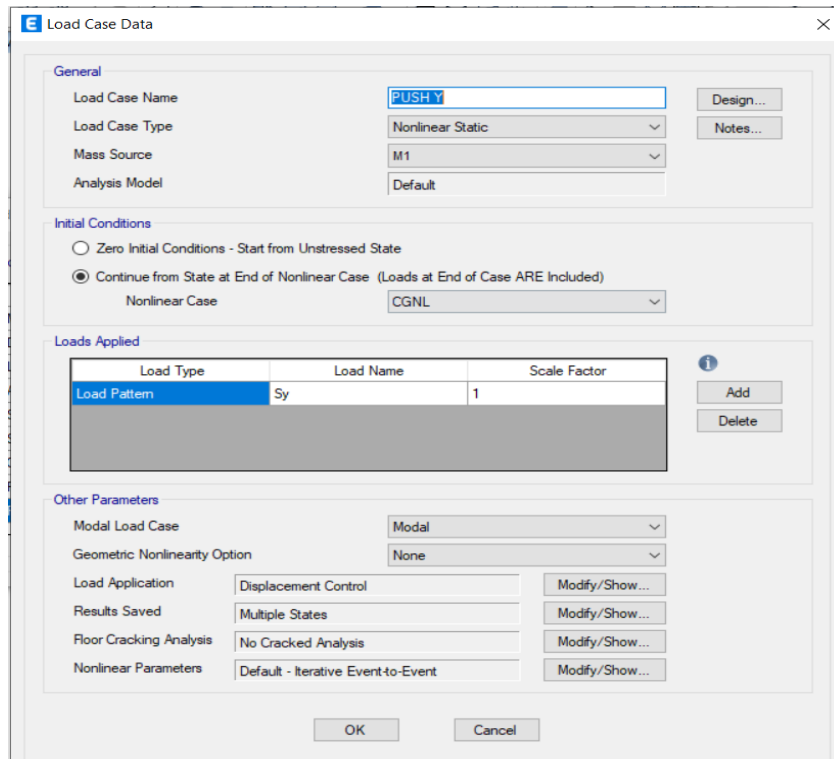 E Load Case Data
General
Load Case Name PUSH Y Design...
Load Case Type Nonlinear Static Notes...
Mass Source M1
Analysis Model Default
Initial Conditions
Zero Initial Conditions - Start from Unstressed State
Continue from State at End of Nonlinear Case (Loads at End of Case ARE Included)
Nonlinear Case CGNL
Loads Applied
Load Type Load Name Scale Factor
Load Pattern Sy 1
Add
Delete
Other Parameters
Modal Load Case Modal
Geometric Nonlinearity Option None
Load Application Displacement Control Modify/Show...
Results Saved Multiple States Modify/Show...
Floor Cracking Analysis No Cracked Analysis Modify/Show...
Nonlinear Parameters Default - Iterative Event-to-Event Modify/Show...
OK Cancel